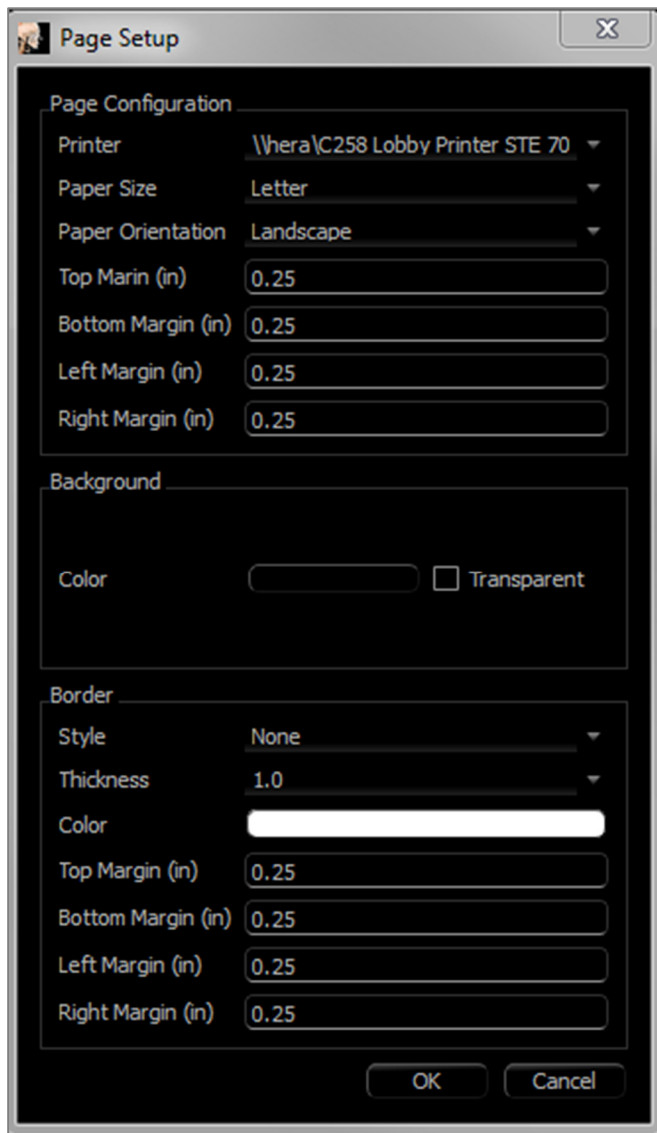 Page Setup
Page Configuration
Printer \\hera\C258 Lobby Printer STE 70
Paper Size Letter
Paper Orientation Landscape
Top Marin (in) 0.25
Bottom Margin (in) 0.25
Left Margin (in) 0.25
Right Margin (in) 0.25
Background
Color Transparent
Border
Style None
Thickness 1.0
Color
Top Margin (in) 0.25
Bottom Margin (in) 0.25
Left Margin (in) 0.25
Right Margin (in) 0.25
OK Cancel